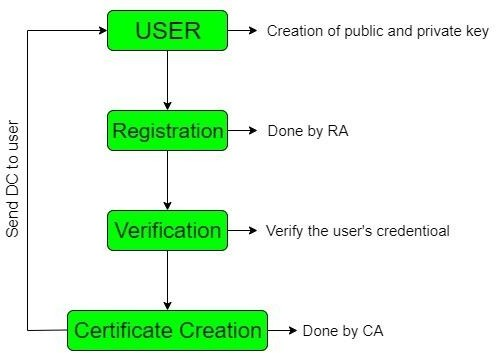 USER
Creation of public and private key
Registration
Done by RA
Send DC to user
Verification
Verify the user's credentioal
Certificate Creation
Done by CA